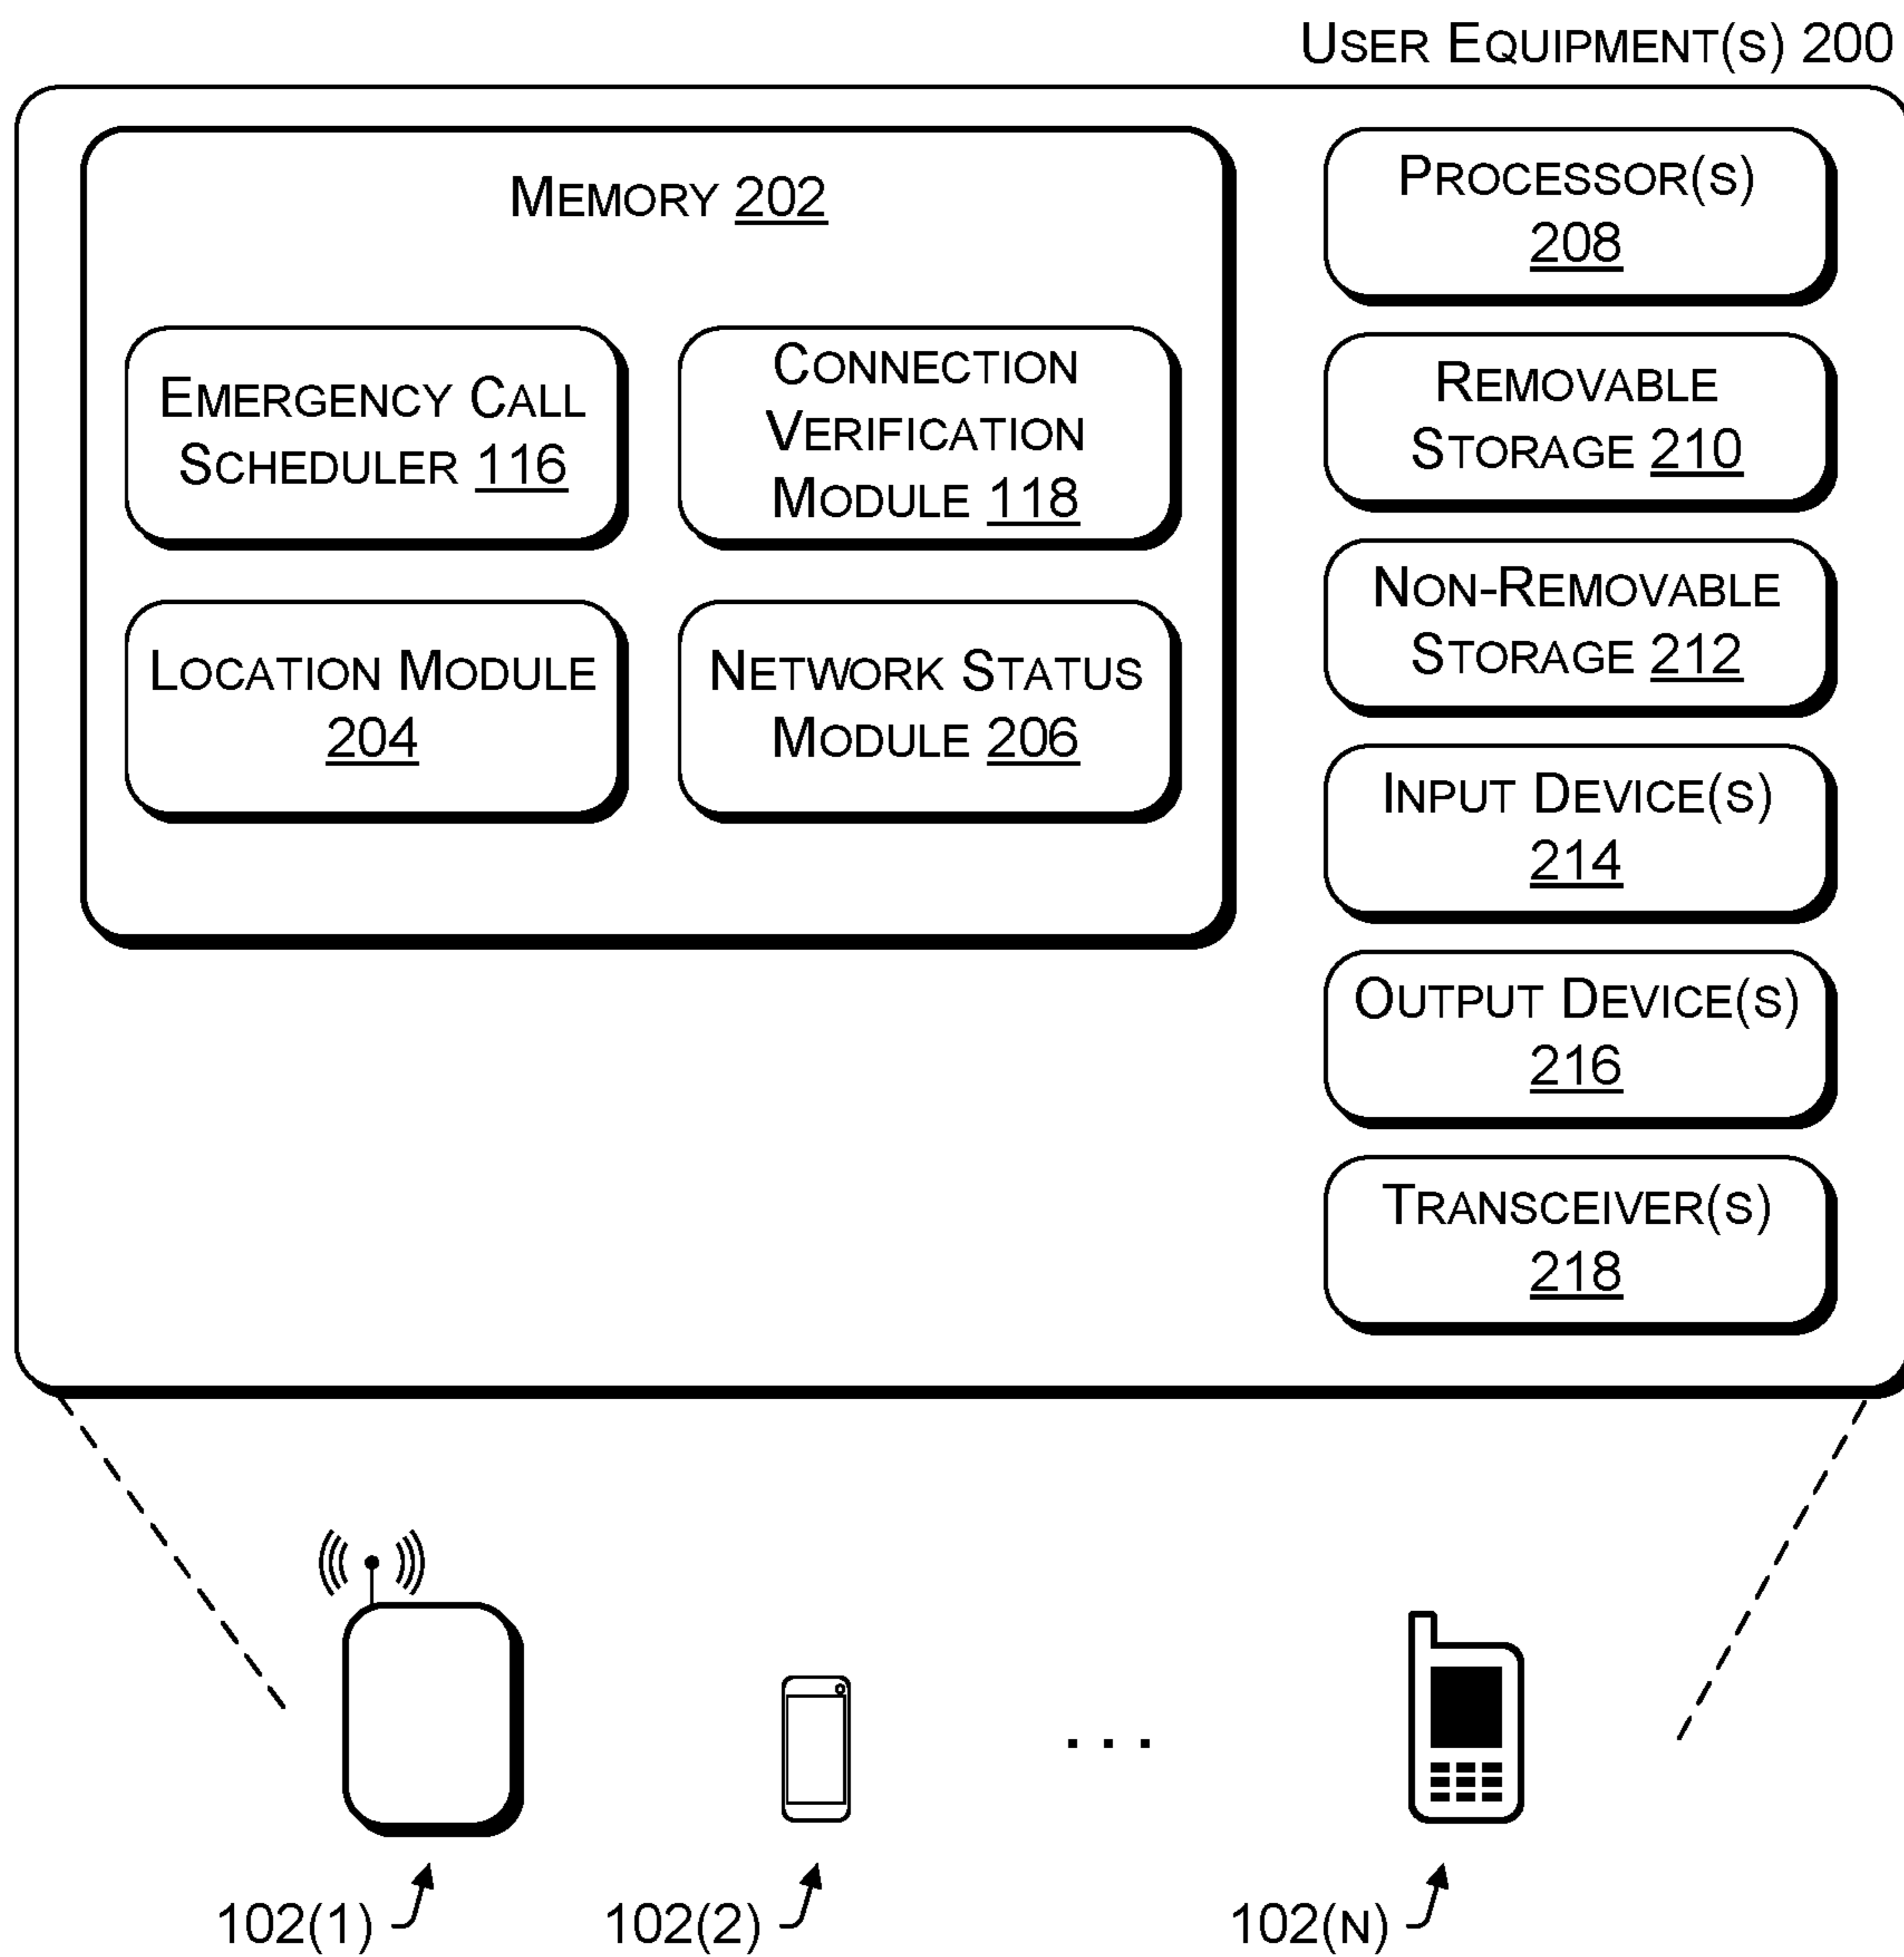 USER EQUIPMENT(S) 200
MEMORY 202
EMERGENCY CALL
SCHEDULER 116
CONNECTION
VERIFICATION
MODULE 118
LOCATION MODULE
204
NETWORK STATUS
MODULE 206
PROCESSOR(S)
208
REMOVABLE
STORAGE 210
NON-REMOVABLE
STORAGE 212
INPUT DEVICE(S)
214
OUTPUT DEVICE(S)
216
TRANSCEIVER(S)
218
...
102(1)
102(2)
102(N)